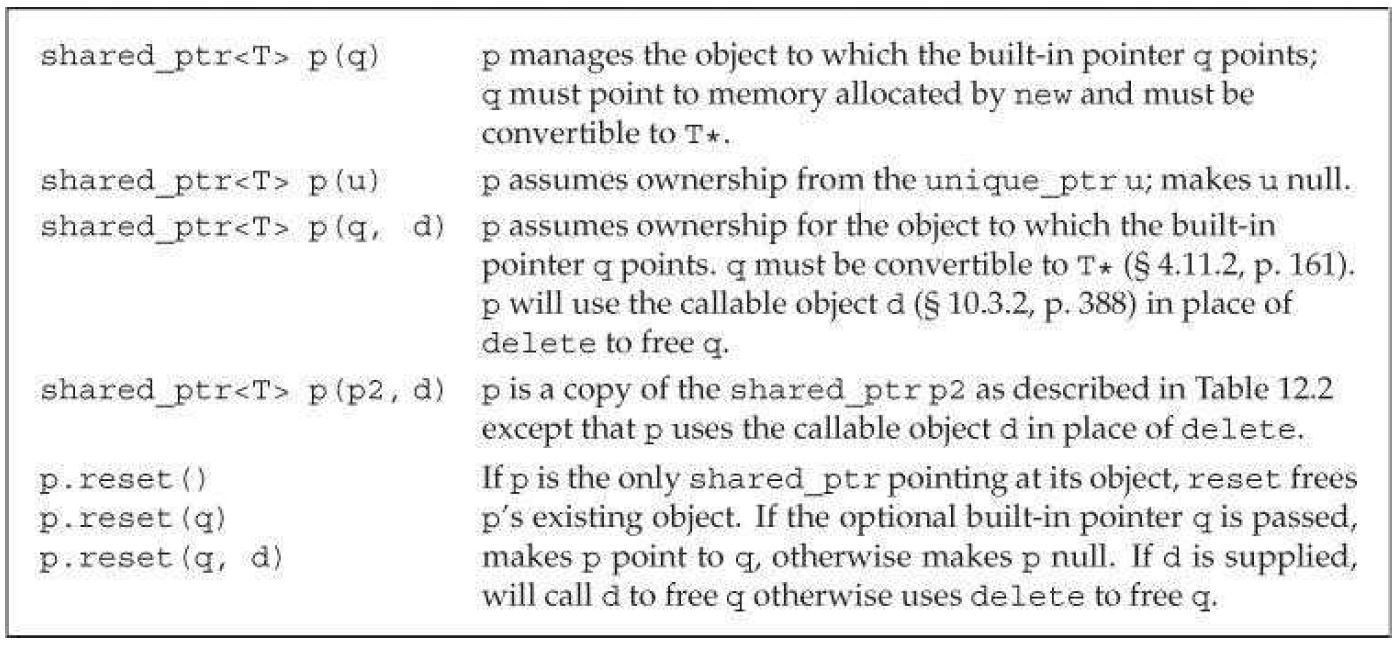 shared_ptr<T> p(q) p manages the object to which the built-in pointer q points;
q must point to memory allocated by new and must be
convertible to T*.
shared_ptr<T> p(u) p assumes ownership from the unique_ptr u; makes u null.
shared_ptr<T> p(q, d) p assumes ownership for the object to which the built-in
pointer q points. q must be convertible to T* (§ 4.11.2, p. 161).
p will use the callable object d (§ 10.3.2, p. 388) in place of
delete to free q.
shared_ptr<T> p(p2, d) p is a copy of the shared_ptr p2 as described in Table 12.2
except that p uses the callable object d in place of delete.
p.reset() If p is the only shared_ptr pointing at its object, reset frees
p.reset(q) p's existing object. If the optional built-in pointer q is passed,
p.reset(q, d) makes p point to q, otherwise makes p null. If d is supplied,
will call d to free q otherwise uses delete to free q.